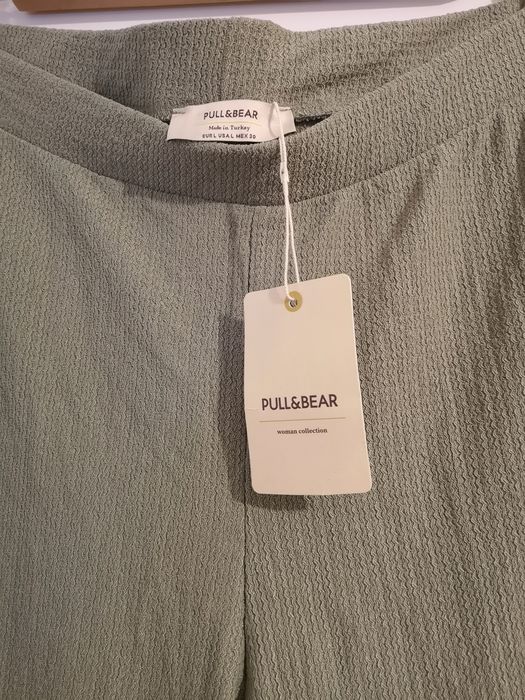 PULL&BEAR
Made in Turkey
EUR L USA L MEX 30
PULL&BEAR
woman collection